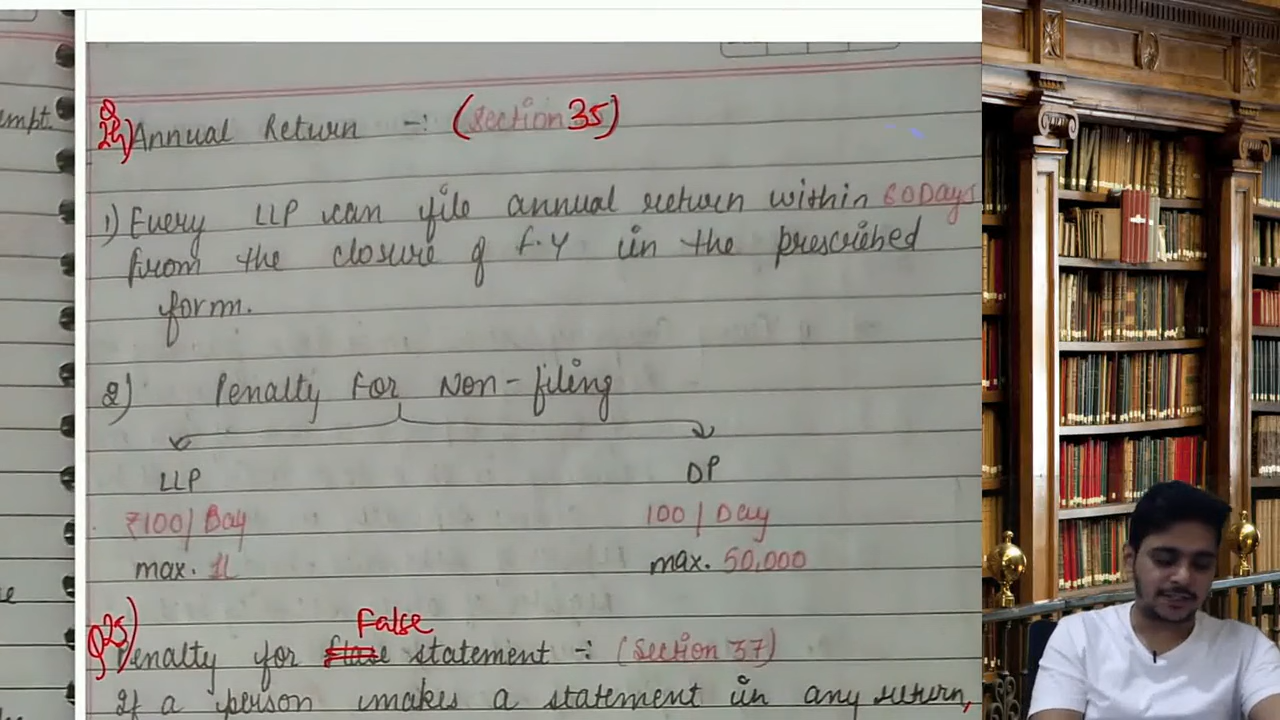 empt.
Q
24) Annual Return -: (Section 35)
1) Every LLP can file annual return within 60 Days
from the closure of F.Y in the prescribed
form.
2) Penalty For Non-filing
LLP DP
₹100/Day 100/Day
max. 1L max. 50,000
e
Q25) False
Penalty for statement -: (Section 37)
If a person makes a statement in any return,